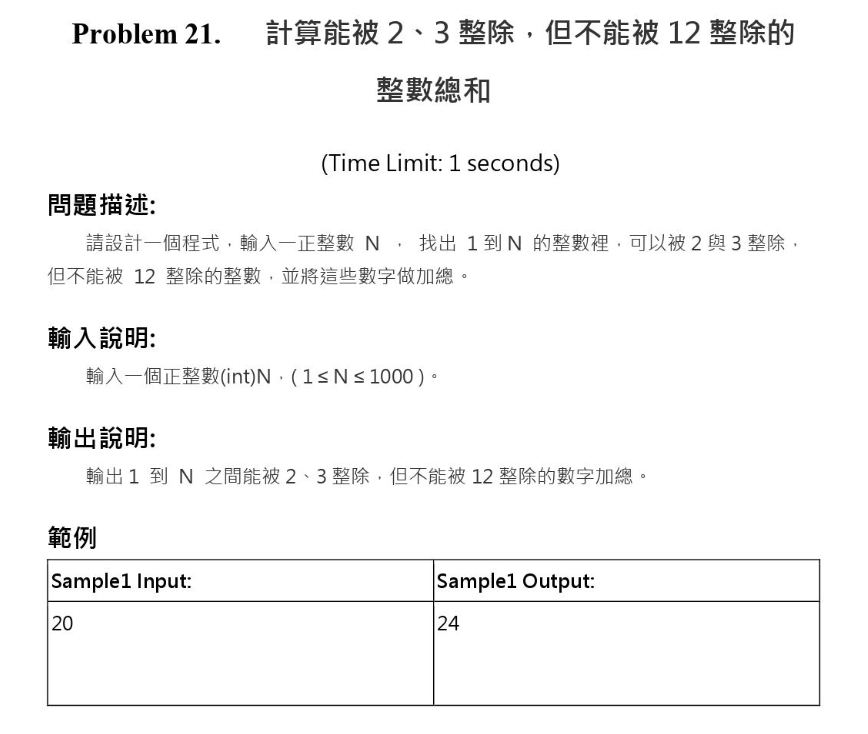 Problem 21. 計算能被 2、3 整除，但不能被 12 整除的
整數總和
(Time Limit: 1 seconds)
問題描述:
請設計一個程式，輸入一正整數 N ， 找出 1 到 N 的整數裡，可以被 2 與 3 整除，
但不能被 12 整除的整數，並將這些數字做加總。
輸入說明:
輸入一個正整數(int)N，( 1 ≤ N ≤ 1000 )。
輸出說明:
輸出 1 到 N 之間能被 2、3 整除，但不能被 12 整除的數字加總。
範例
Sample1 Input: Sample1 Output:
20 24